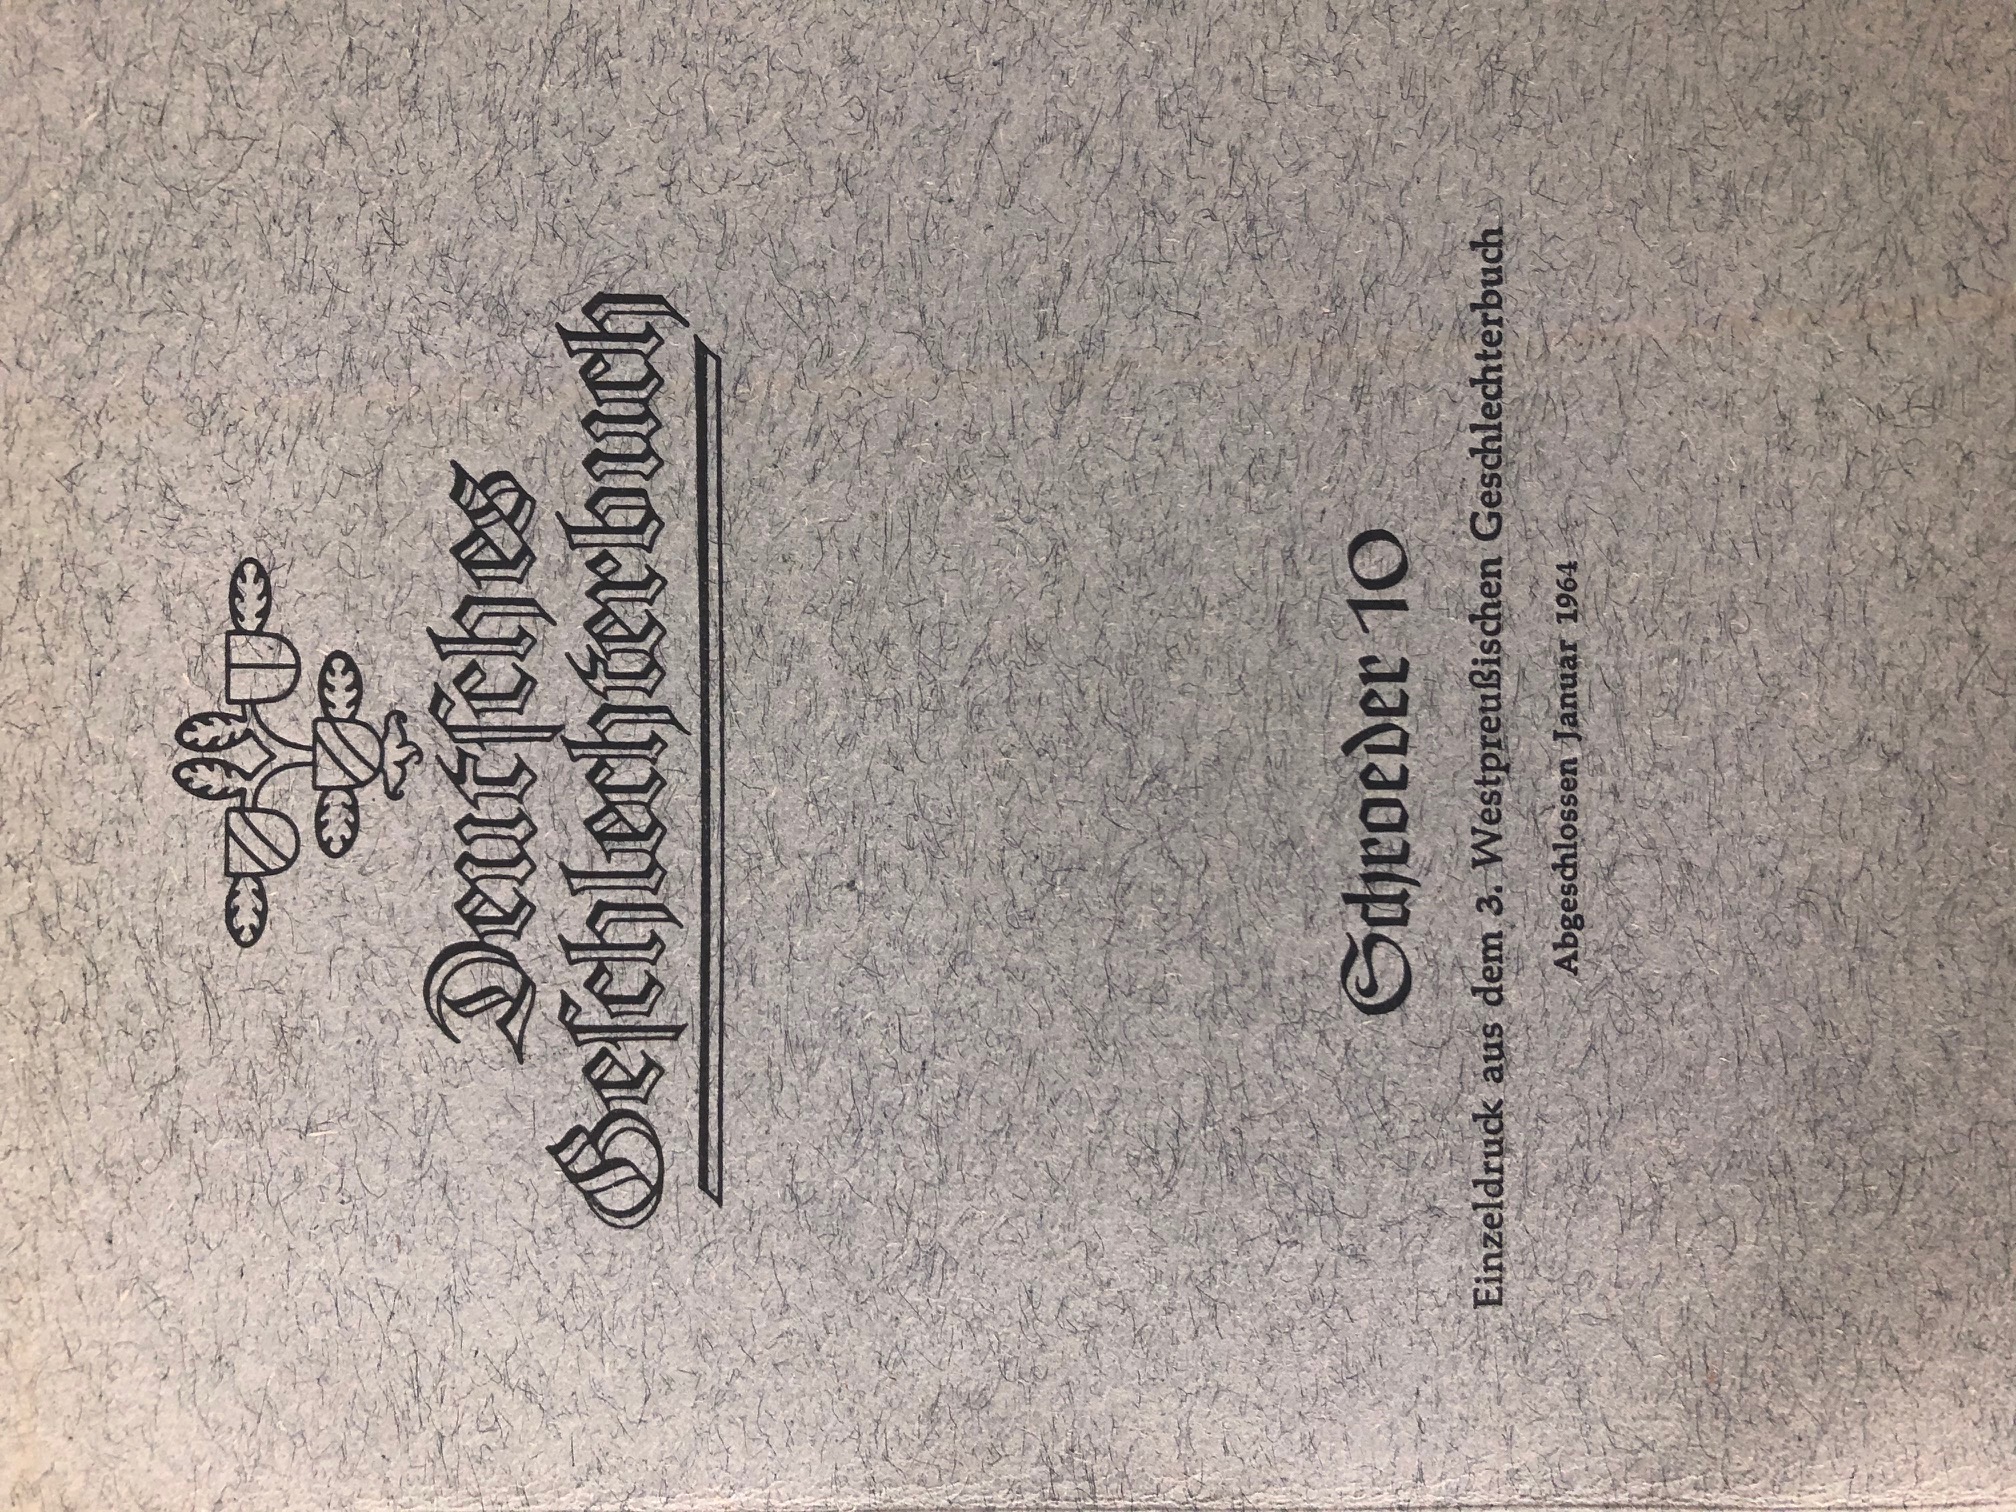 Deutſches
Geſchlechterbuch
Schroeder 10
Einzeldruck aus dem 3. Westpreußischen Geschlechterbuch
Abgeschlossen Januar 1964